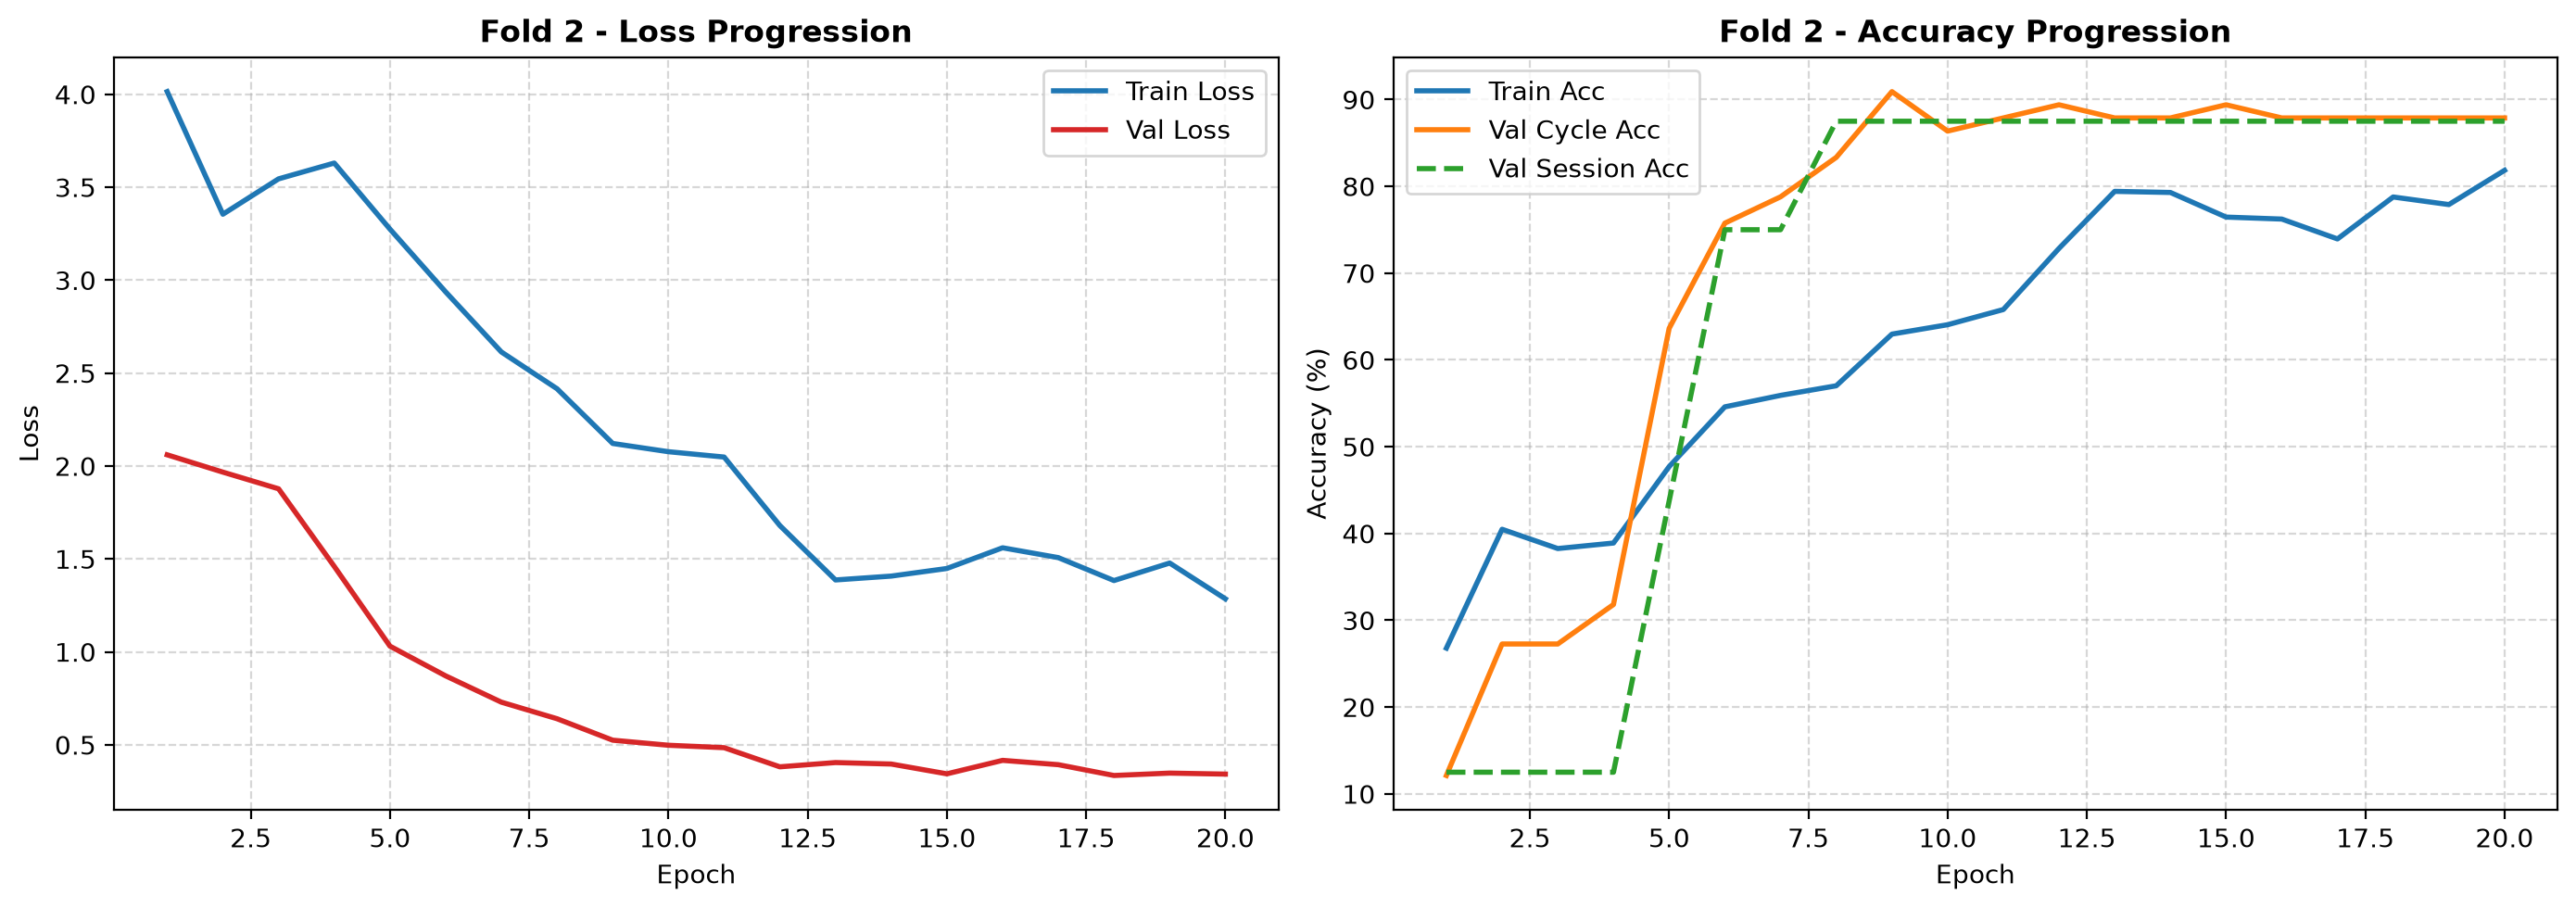 Fold 2 - Loss Progression
Train Loss
Val Loss
4.0
3.5
3.0
2.5
2.0
1.5
1.0
0.5
Loss
2.5 5.0 7.5 10.0 12.5 15.0 17.5 20.0
Epoch
Fold 2 - Accuracy Progression
Train Acc
Val Cycle Acc
Val Session Acc
90
80
70
60
50
40
30
20
10
Accuracy (%)
2.5 5.0 7.5 10.0 12.5 15.0 17.5 20.0
Epoch